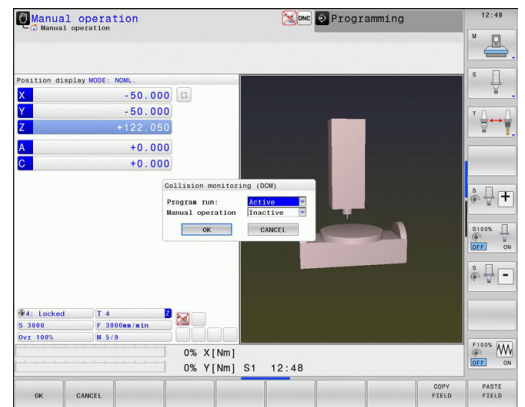 Manual operation
DNC
Programming
12:48
Manual operation
M
Position display MODE: NOML.
X -50.000
Y -50.000
Z +122.050
A +0.000
C +0.000
S
T
Collision monitoring (DCM)
Program run: Active
Manual operation Inactive
OK CANCEL
S
S100%
OFF ON
S
4: Locked T 4 Z
S 3000 F 3000mm/min
Ovr 100% M 5/9
0% X[Nm]
0% Y[Nm] S1 12:48
F100% 
OFF ON
OK CANCEL COPY FIELD PASTE FIELD